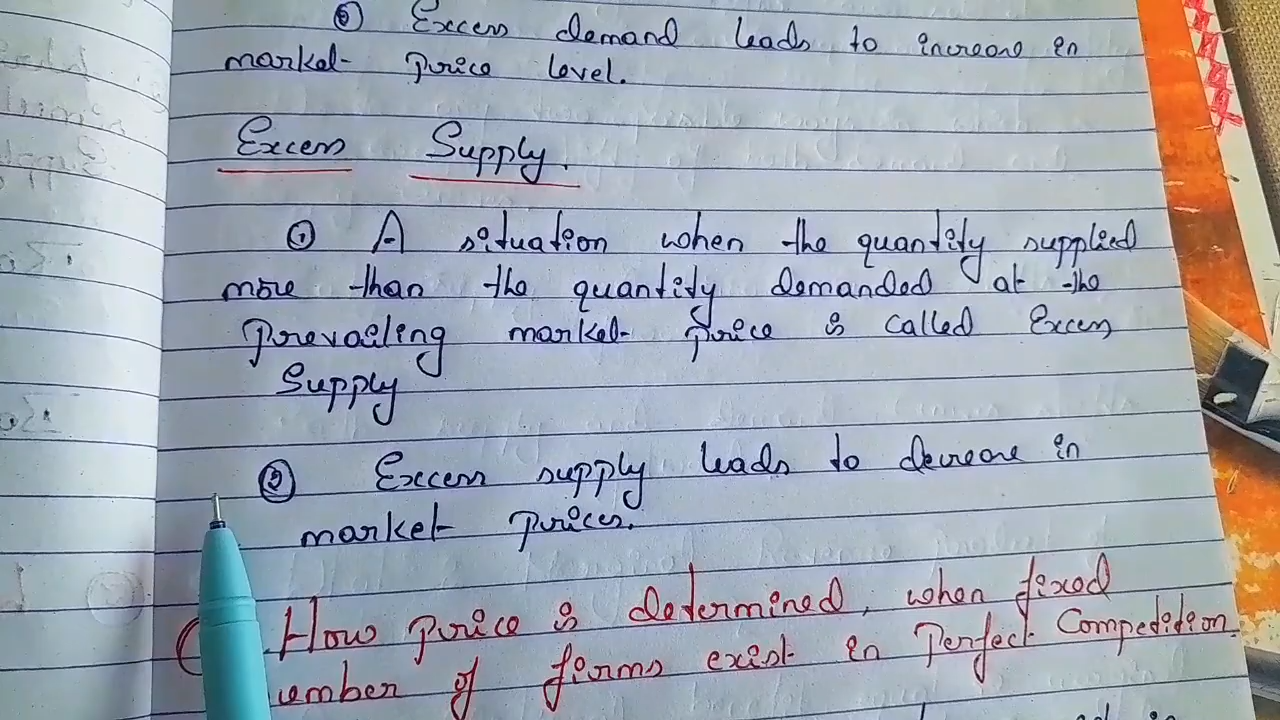 ② Excess demand leads to increase in
market price level.
Excess Supply.
① A situation when the quantity supplied
more than the quantity demanded at the
prevailing market price is called Excess
Supply
② Excess supply leads to decrease in
market prices.
How price is determined, when fixed
umber of firms exist in Perfect Competition.